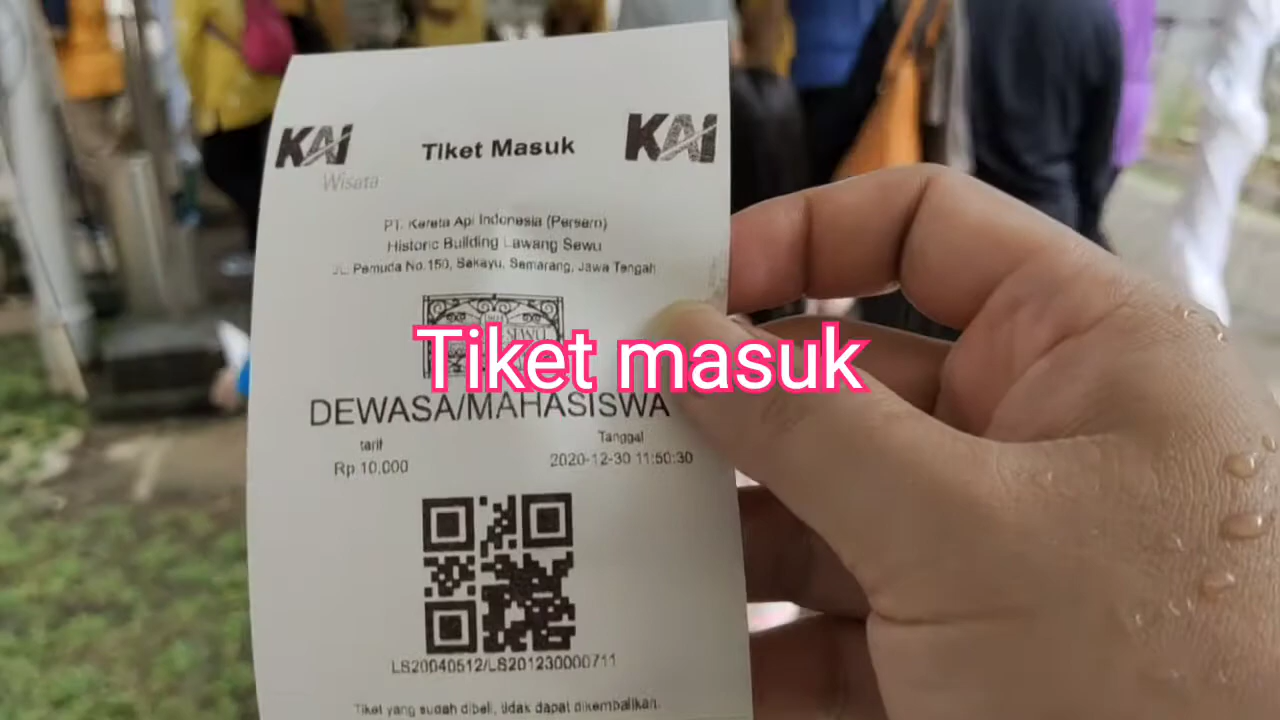 KAI
Wisata
Tiket Masuk
KAI
PT. Kereta Api Indonesia (Persero)
Historic Building Lawang Sewu
JL. Pemuda No.150, Sekayu, Semarang, Jawa Tengah
SEWU
Tiket masuk
DEWASA/MAHASISWA
tarif
Rp 10.000
Tanggal
2020-12-30 11:50:30
LS20040512/LS201230000711
Tiket yang sudah dibeli, tidak dapat dikembalikan.